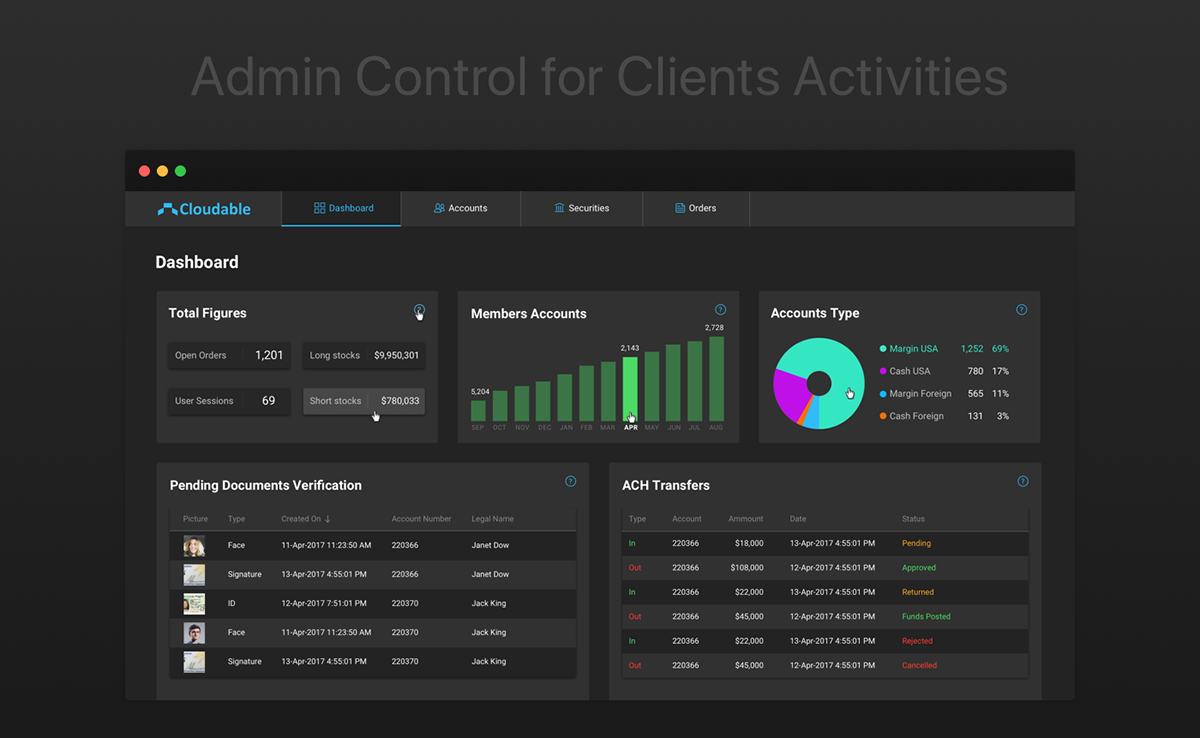 Admin Control for Clients Activities
Cloudable
Dashboard
Accounts
Securities
Orders
Dashboard
Total Figures
?
Open Orders 1,201
Long stocks $9,950,301
User Sessions 69
Short stocks $780,033
Members Accounts
?
5,204
2,143
2,728
SEP OCT NOV DEC JAN FEB MAR APR MAY JUN JUL AUG
Accounts Type
?
Margin USA 1,252 69%
Cash USA 780 17%
Margin Foreign 565 11%
Cash Foreign 131 3%
Pending Documents Verification
?
Picture Type Created On ↓ Account Number Legal Name
Face 11-Apr-2017 11:23:50 AM 220366 Janet Dow
Signature 13-Apr-2017 4:55:01 PM 220366 Janet Dow
ID 12-Apr-2017 7:51:01 PM 220370 Jack King
Face 11-Apr-2017 11:23:50 AM 220370 Jack King
Signature 13-Apr-2017 4:55:01 PM 220370 Jack King
ACH Transfers
?
Type Account Ammount Date Status
In 220366 $18,000 13-Apr-2017 4:55:01 PM Pending
Out 220366 $108,000 12-Apr-2017 4:55:01 PM Approved
In 220366 $22,000 13-Apr-2017 4:55:01 PM Returned
Out 220366 $45,000 12-Apr-2017 4:55:01 PM Funds Posted
In 220366 $22,000 13-Apr-2017 4:55:01 PM Rejected
Out 220366 $45,000 12-Apr-2017 4:55:01 PM Cancelled